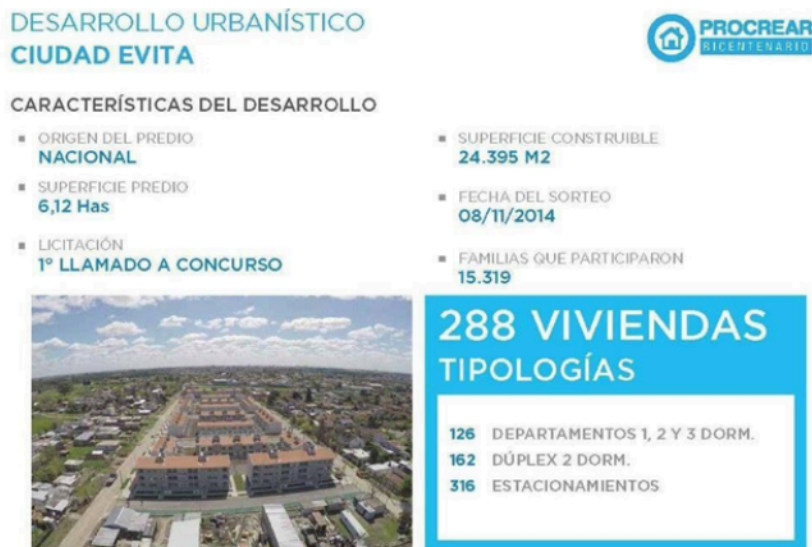 DESARROLLO URBANÍSTICO
CIUDAD EVITA
PROCREAR
BICENTENARIO
CARACTERÍSTICAS DEL DESARROLLO
ORIGEN DEL PREDIO
NACIONAL
SUPERFICIE PREDIO
6,12 Has
LICITACIÓN
1º LLAMADO A CONCURSO
SUPERFICIE CONSTRUIBLE
24.395 M2
FECHA DEL SORTEO
08/11/2014
FAMILIAS QUE PARTICIPARON
15.319
288 VIVIENDAS
TIPOLOGÍAS
126 DEPARTAMENTOS 1, 2 Y 3 DORM.
162 DÚPLEX 2 DORM.
316 ESTACIONAMIENTOS